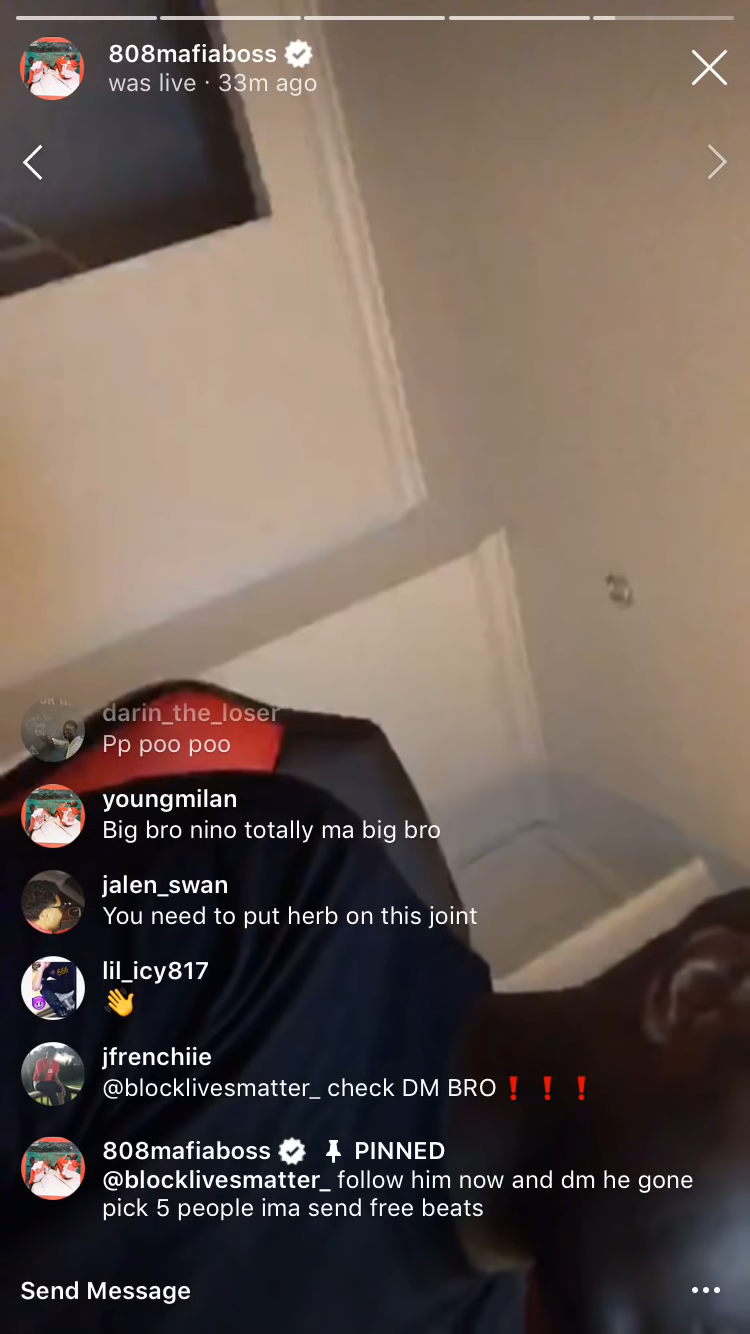 808mafiaboss
was live · 33m ago
darin_the_loser
Pp poo poo
youngmilan
Big bro nino totally ma big bro
jalen_swan
You need to put herb on this joint
lil_icy817
👋
jfrenchiie
@blocklivesmatter_ check DM BRO❗❗❗
808mafiaboss PINNED
@blocklivesmatter_ follow him now and dm he gone
pick 5 people ima send free beats
Send Message